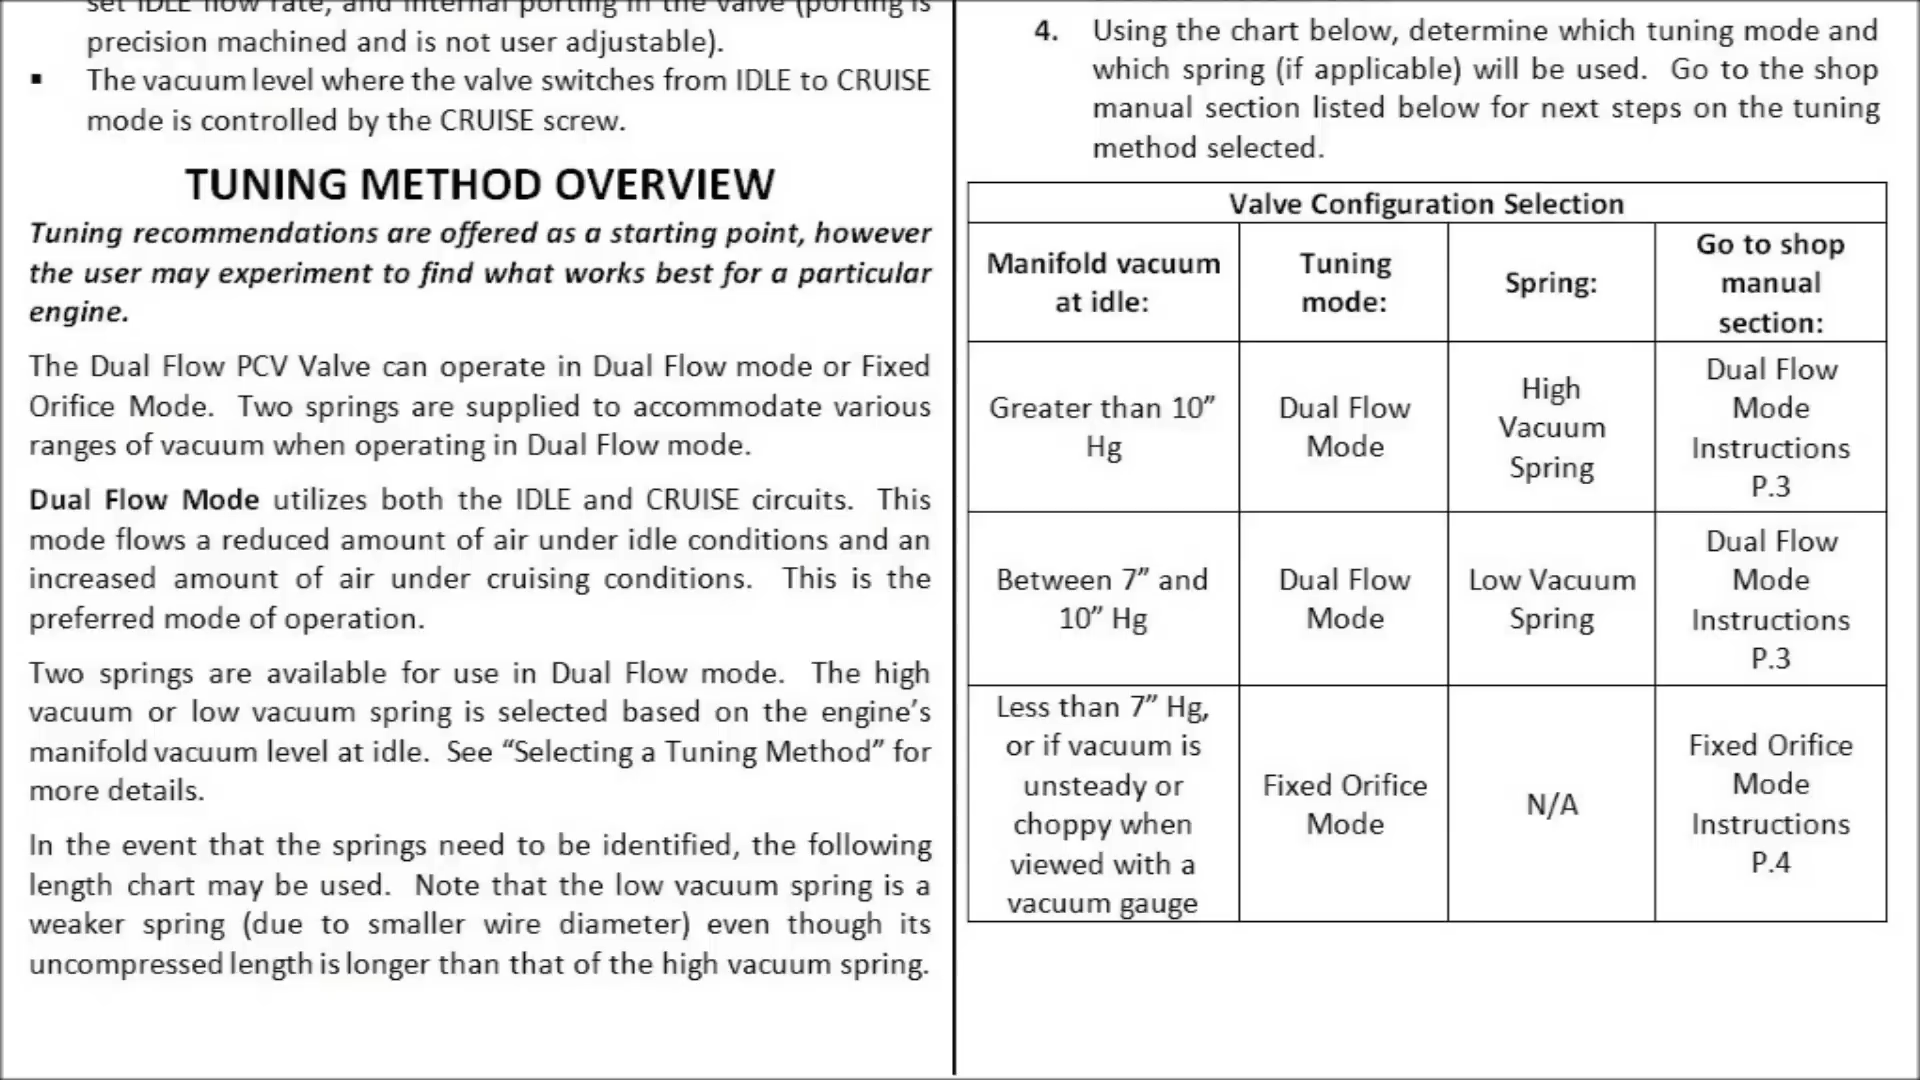 set IDLE flow rate, and internal porting in the valve (porting is
precision machined and is not user adjustable).
▪ The vacuum level where the valve switches from IDLE to CRUISE
mode is controlled by the CRUISE screw.
TUNING METHOD OVERVIEW
Tuning recommendations are offered as a starting point, however
the user may experiment to find what works best for a particular
engine.
The Dual Flow PCV Valve can operate in Dual Flow mode or Fixed
Orifice Mode. Two springs are supplied to accommodate various
ranges of vacuum when operating in Dual Flow mode.
Dual Flow Mode utilizes both the IDLE and CRUISE circuits. This
mode flows a reduced amount of air under idle conditions and an
increased amount of air under cruising conditions. This is the
preferred mode of operation.
Two springs are available for use in Dual Flow mode. The high
vacuum or low vacuum spring is selected based on the engine’s
manifold vacuum level at idle. See “Selecting a Tuning Method” for
more details.
In the event that the springs need to be identified, the following
length chart may be used. Note that the low vacuum spring is a
weaker spring (due to smaller wire diameter) even though its
uncompressed length is longer than that of the high vacuum spring.
4. Using the chart below, determine which tuning mode and
which spring (if applicable) will be used. Go to the shop
manual section listed below for next steps on the tuning
method selected.
Valve Configuration Selection
Manifold vacuum
at idle:
Tuning
mode:
Spring:
Go to shop
manual
section:
Greater than 10”
Hg
Dual Flow
Mode
High
Vacuum
Spring
Dual Flow
Mode
Instructions
P.3
Between 7” and
10” Hg
Dual Flow
Mode
Low Vacuum
Spring
Dual Flow
Mode
Instructions
P.3
Less than 7” Hg,
or if vacuum is
unsteady or
choppy when
viewed with a
vacuum gauge
Fixed Orifice
Mode
N/A
Fixed Orifice
Mode
Instructions
P.4